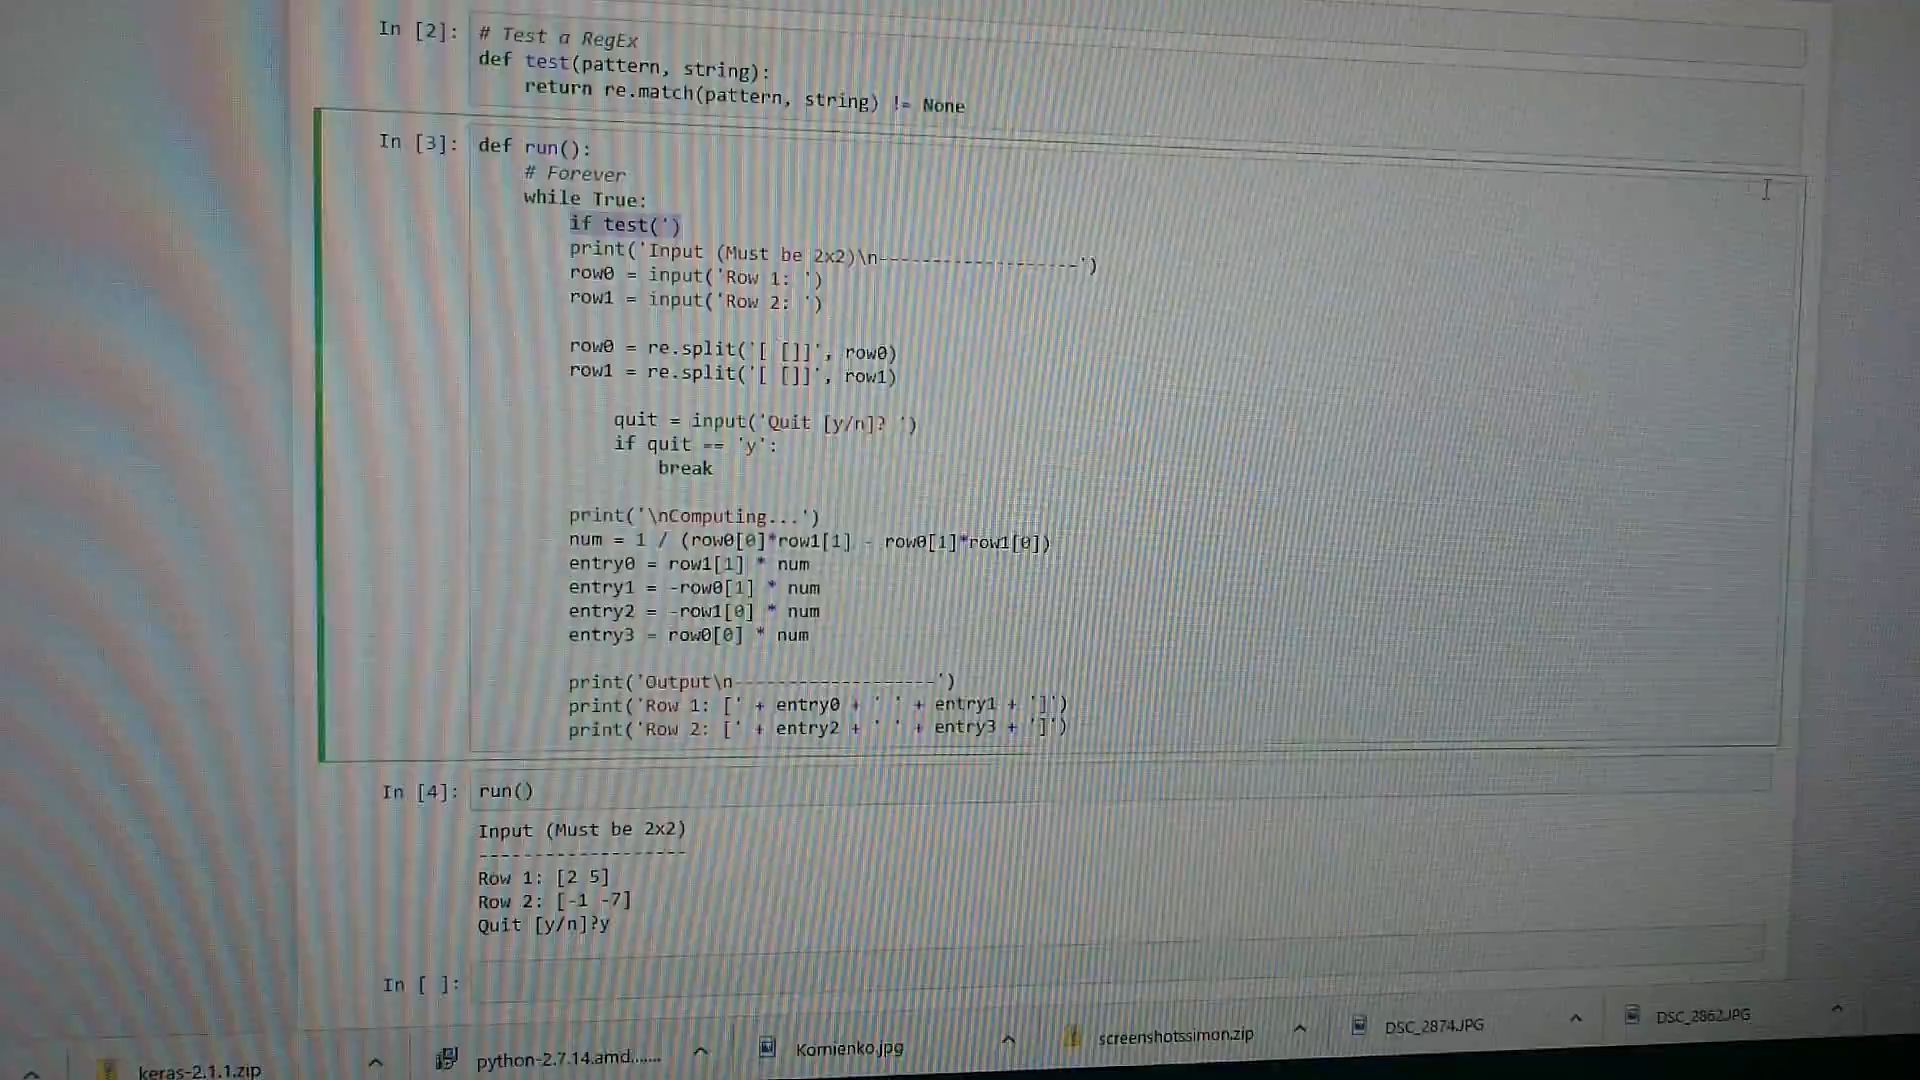 In [2]: # Test a RegEx
def test(pattern, string):
    return re.match(pattern, string) != None
In [3]: def run():
    # Forever
    while True:
        if test(')
        print('Input (Must be 2x2)\n-------------------')
        row0 = input('Row 1: ')
        row1 = input('Row 2: ')
        row0 = re.split('[ []]', row0)
        row1 = re.split('[ []]', row1)
            quit = input('Quit [y/n]? ')
            if quit == 'y':
                break
        print('\nComputing...')
        num = 1 / (row0[0]*row1[1] - row0[1]*row1[0])
        entry0 = row1[1] * num
        entry1 = -row0[1] * num
        entry2 = -row1[0] * num
        entry3 = row0[0] * num
        print('Output\n-------------------')
        print('Row 1: [' + entry0 + ' ' + entry1 + ']')
        print('Row 2: [' + entry2 + ' ' + entry3 + ']')
In [4]: run()
Input (Must be 2x2)
-------------------
Row 1: [2 5]
Row 2: [-1 -7]
Quit [y/n]?y
In [ ]:
keras-2.1.1.zip
python-2.7.14.amd......
Kornienko.jpg
screenshotssimon.zip
DSC_2874.JPG
DSC_2862.JPG